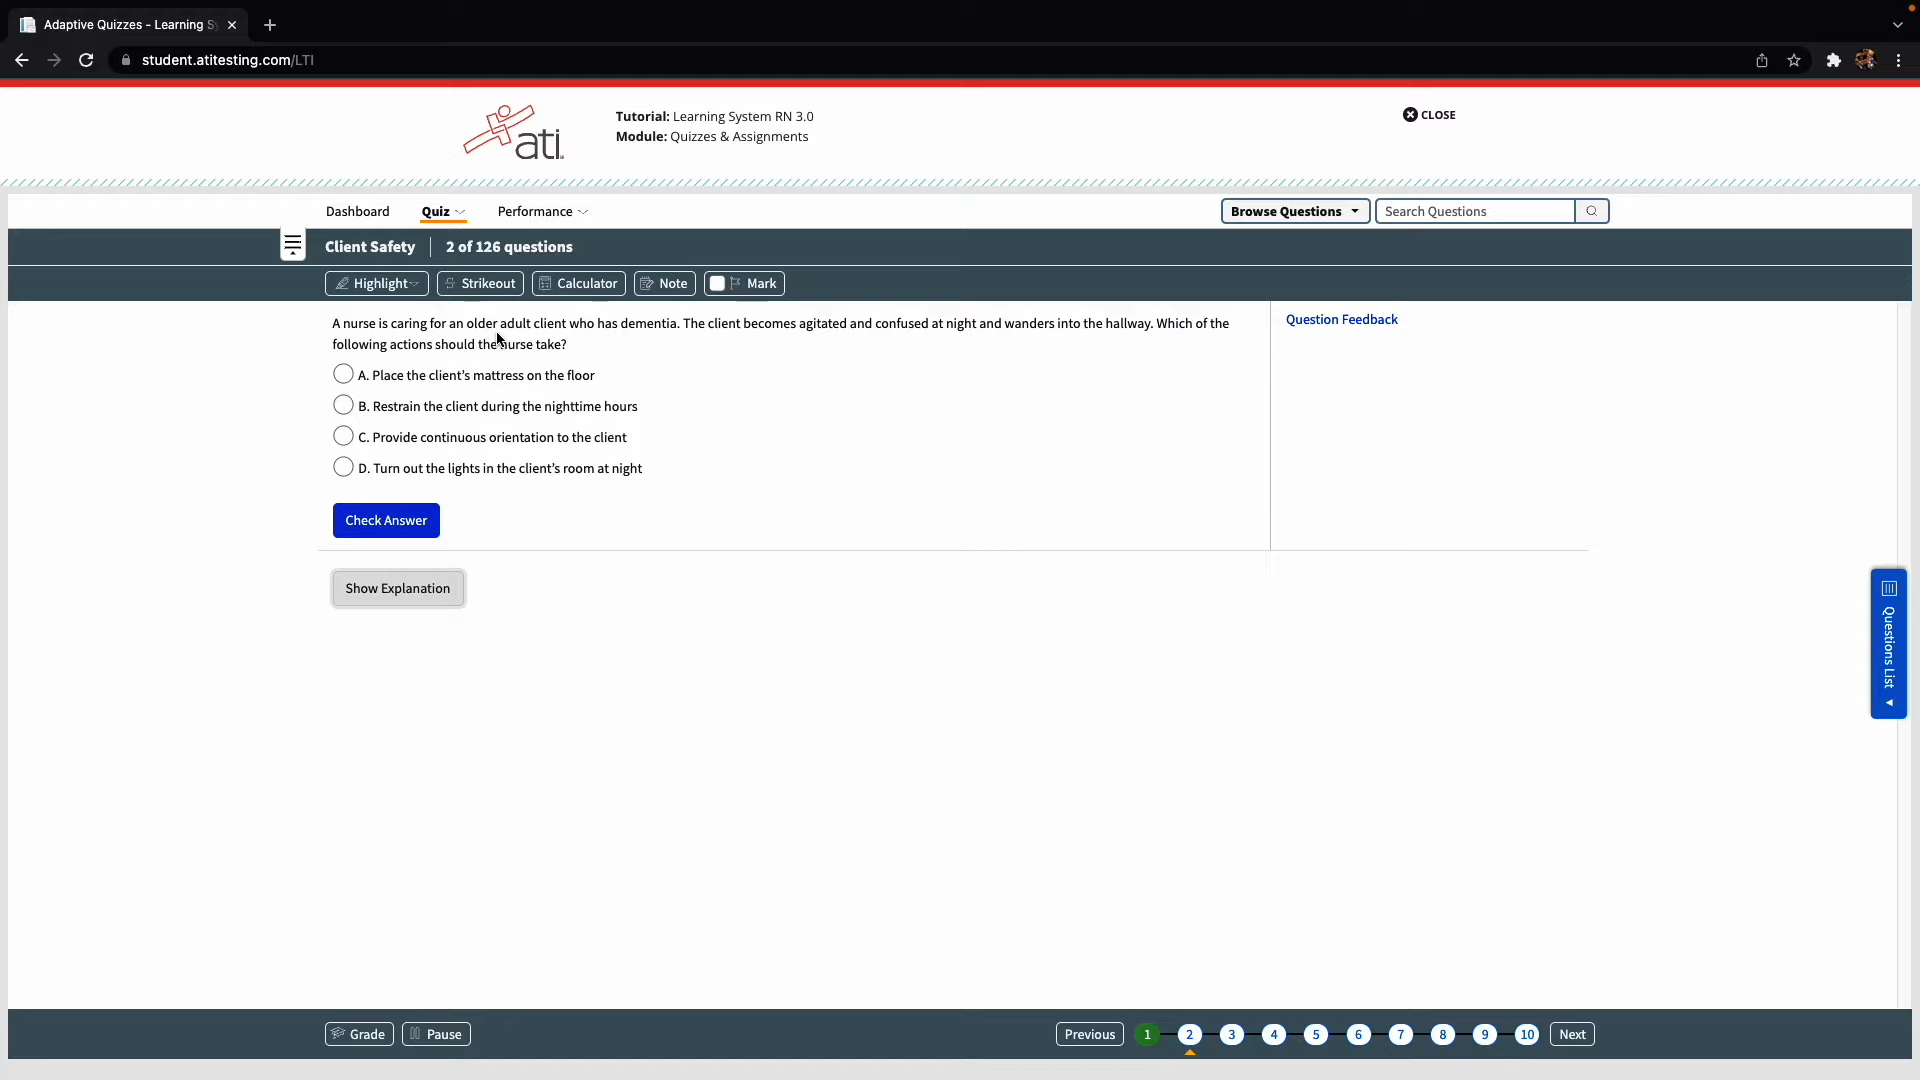 Adaptive Quizzes - Learning S
student.atitesting.com/LTI
ati
Tutorial: Learning System RN 3.0
Module: Quizzes & Assignments
CLOSE
Dashboard
Quiz
Performance
Browse Questions
Search Questions
Client Safety
2 of 126 questions
Highlight
Strikeout
Calculator
Note
Mark
A nurse is caring for an older adult client who has dementia. The client becomes agitated and confused at night and wanders into the hallway. Which of the
following actions should the nurse take?
A. Place the client's mattress on the floor
B. Restrain the client during the nighttime hours
C. Provide continuous orientation to the client
D. Turn out the lights in the client's room at night
Check Answer
Question Feedback
Show Explanation
Questions List
Grade
Pause
Previous
1
2
3
4
5
6
7
8
9
10
Next